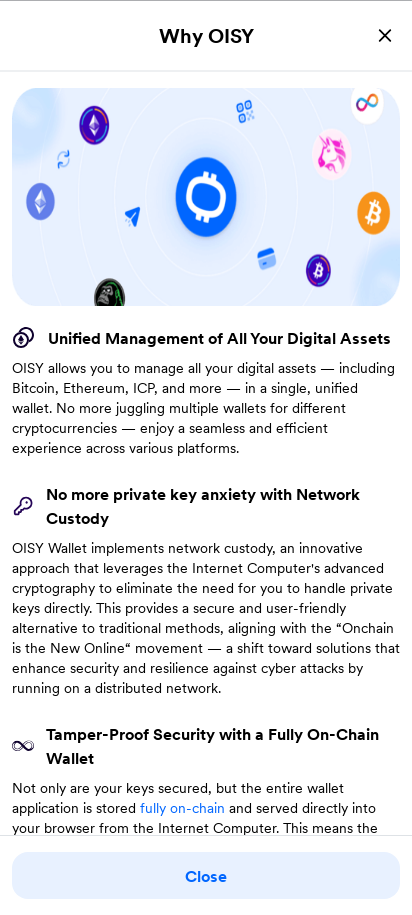 Why OISY
Unified Management of All Your Digital Assets
OISY allows you to manage all your digital assets — including
Bitcoin, Ethereum, ICP, and more — in a single, unified
wallet. No more juggling multiple wallets for different
cryptocurrencies — enjoy a seamless and efficient
experience across various platforms.
No more private key anxiety with Network
Custody
OISY Wallet implements network custody, an innovative
approach that leverages the Internet Computer's advanced
cryptography to eliminate the need for you to handle private
keys directly. This provides a secure and user-friendly
alternative to traditional methods, aligning with the “Onchain
is the New Online“ movement — a shift toward solutions that
enhance security and resilience against cyber attacks by
running on a distributed network.
Tamper-Proof Security with a Fully On-Chain
Wallet
Not only are your keys secured, but the entire wallet
application is stored fully on-chain and served directly into
your browser from the Internet Computer. This means the
Close